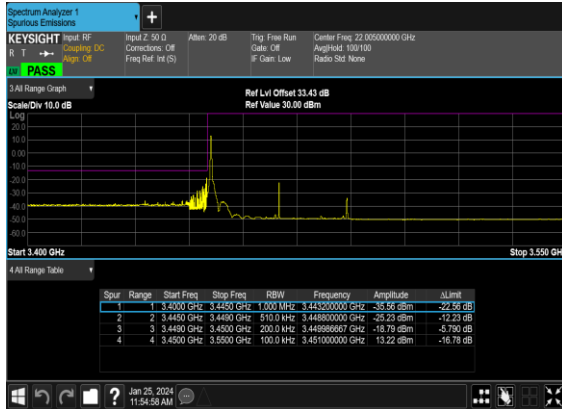 Spectrum Analyzer 1
Spurious Emissions
+
KEYSIGHT Input: RF Input Z: 50 Ω Atten: 20 dB Trig: Free Run Center Freq: 22.005000000 GHz
R T Coupling: DC Corrections: Off Gate: Off Avg|Hold: 100/100
Align: Off Freq Ref: Int (S) IF Gain: Low Radio Std: None
PASS
3 All Range Graph
Ref Lvl Offset 33.43 dB
Scale/Div 10.0 dB Ref Value 30.00 dBm
Log
20.0
10.0
0.00
-10.0
-20.0
-30.0
-40.0
-50.0
-60.0
Start 3.400 GHz Stop 3.550 GH
4 All Range Table
Spur Range Start Freq Stop Freq RBW Frequency Amplitude ΔLimit
1 1 3.4000 GHz 3.4450 GHz 1.000 MHz 3.443200000 GHz -35.56 dBm -22.56 dB
2 2 3.4450 GHz 3.4490 GHz 510.0 kHz 3.448800000 GHz -25.23 dBm -12.23 dB
3 3 3.4490 GHz 3.4500 GHz 200.0 kHz 3.449986667 GHz -18.79 dBm -5.790 dB
4 4 3.4500 GHz 3.5500 GHz 100.0 kHz 3.451000000 GHz 13.22 dBm -16.78 dB
? Jan 25, 2024
11:54:58 AM